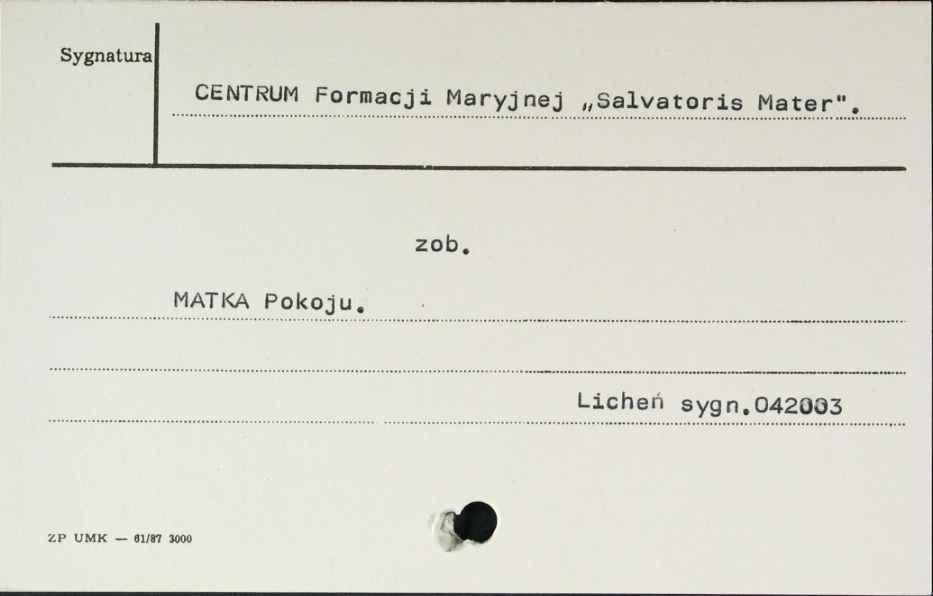 Sygnatura
CENTRUM Formacji Maryjnej „Salvatoris Mater".
zob.
MATKA Pokoju.
Licheń sygn.042003
ZP UMK — 61/87 3000